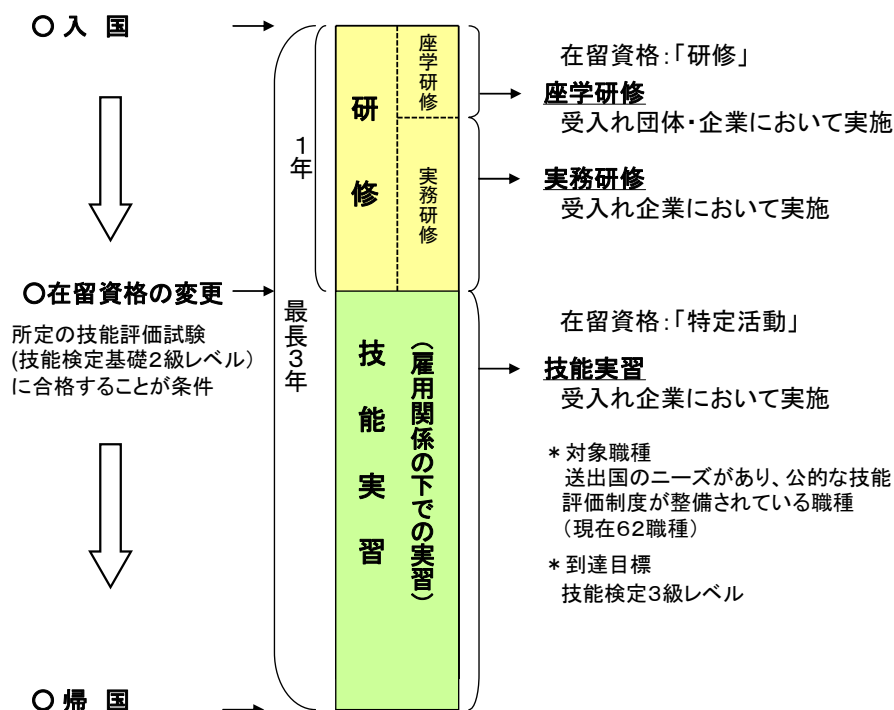 ○入 国
座学研修
研修
実務研修
1年
在留資格:「研修」
座学研修
受入れ団体・企業において実施
実務研修
受入れ企業において実施
○在留資格の変更
所定の技能評価試験
(技能検定基礎2級レベル)
に合格することが条件
最長3年
技能実習
(雇用関係の下での実習)
在留資格:「特定活動」
技能実習
受入れ企業において実施
*対象職種
送出国のニーズがあり、公的な技能
評価制度が整備されている職種
(現在62職種)
*到達目標
技能検定3級レベル
○帰 国